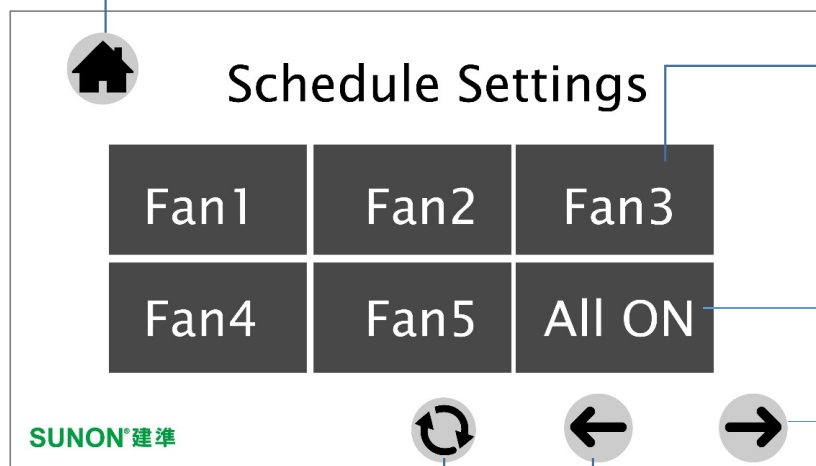 Schedule Settings
Fan1 Fan2 Fan3
Fan4 Fan5 All ON
SUNON®建準